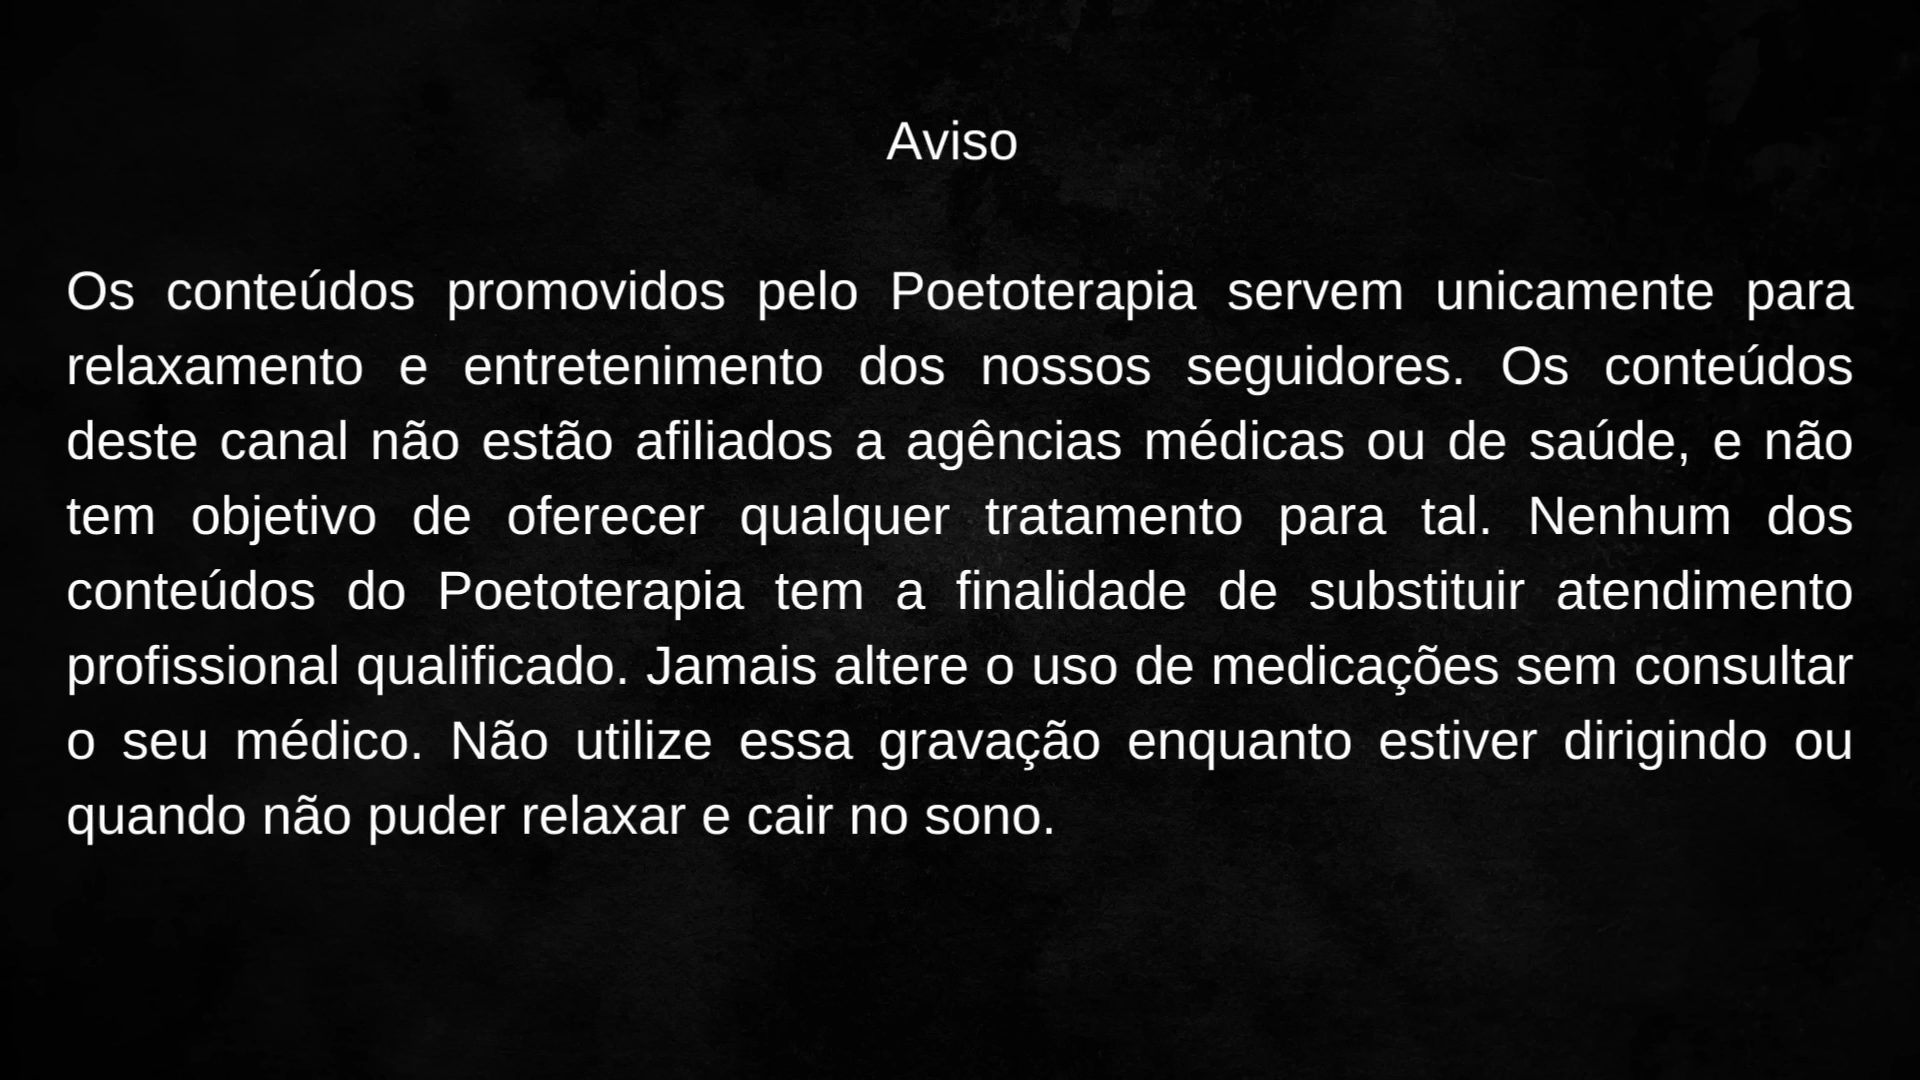 Aviso
Os conteúdos promovidos pelo Poetoterapia servem unicamente para
relaxamento e entretenimento dos nossos seguidores. Os conteúdos
deste canal não estão afiliados a agências médicas ou de saúde, e não
tem objetivo de oferecer qualquer tratamento para tal. Nenhum dos
conteúdos do Poetoterapia tem a finalidade de substituir atendimento
profissional qualificado. Jamais altere o uso de medicações sem consultar
o seu médico. Não utilize essa gravação enquanto estiver dirigindo ou
quando não puder relaxar e cair no sono.